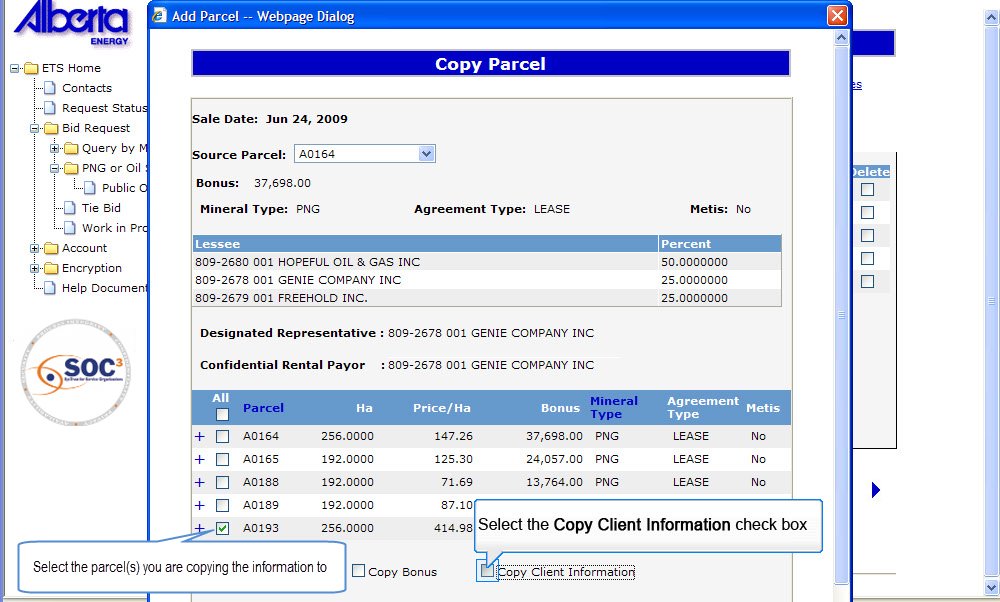 Alberta
ENERGY
ETS Home
Contacts
Request Status
Bid Request
Query by M
PNG or Oil S
Public O
Tie Bid
Work in Pro
Account
Encryption
Help Document
SOC3
Add Parcel -- Webpage Dialog
Copy Parcel
Sale Date: Jun 24, 2009
Source Parcel: A0164
Bonus: 37,698.00
Mineral Type: PNG Agreement Type: LEASE Metis: No
Lessee Percent
809-2680 001 HOPEFUL OIL & GAS INC 50.0000000
809-2678 001 GENIE COMPANY INC 25.0000000
809-2679 001 FREEHOLD INC. 25.0000000
Designated Representative : 809-2678 001 GENIE COMPANY INC
Confidential Rental Payor : 809-2678 001 GENIE COMPANY INC
All Parcel Ha Price/Ha Bonus Mineral Type Agreement Type Metis
+ A0164 256.0000 147.26 37,698.00 PNG LEASE No
+ A0165 192.0000 125.30 24,057.00 PNG LEASE No
+ A0188 192.0000 71.69 13,764.00 PNG LEASE No
+ A0189 192.0000 87.10
+ A0193 256.0000 414.98
Select the Copy Client Information check box
Select the parcel(s) you are copying the information to
Copy Bonus Copy Client Information
es
Delete